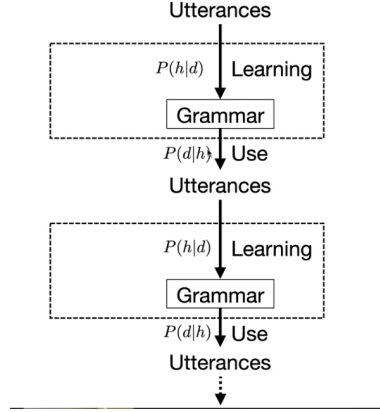 Utterances
P(h|d) Learning
Grammar
P(d|h) Use
Utterances
P(h|d) Learning
Grammar
P(d|h) Use
Utterances